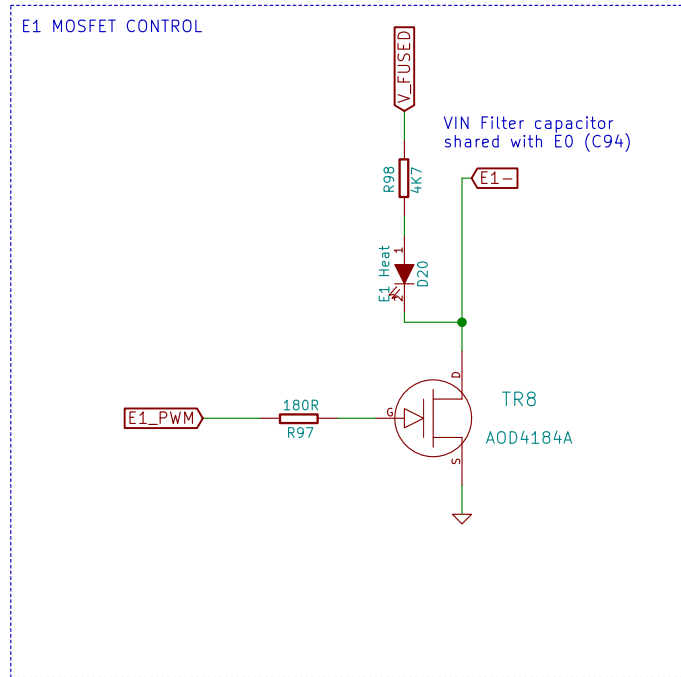 E1 MOSFET CONTROL
V_FUSED
VIN Filter capacitor
shared with E0 (C94)
R98
4K7
E1-
1
E1 Heat
D20
2
D
180R
E1_PWM
G
R97
TR8
AOD4184A
S